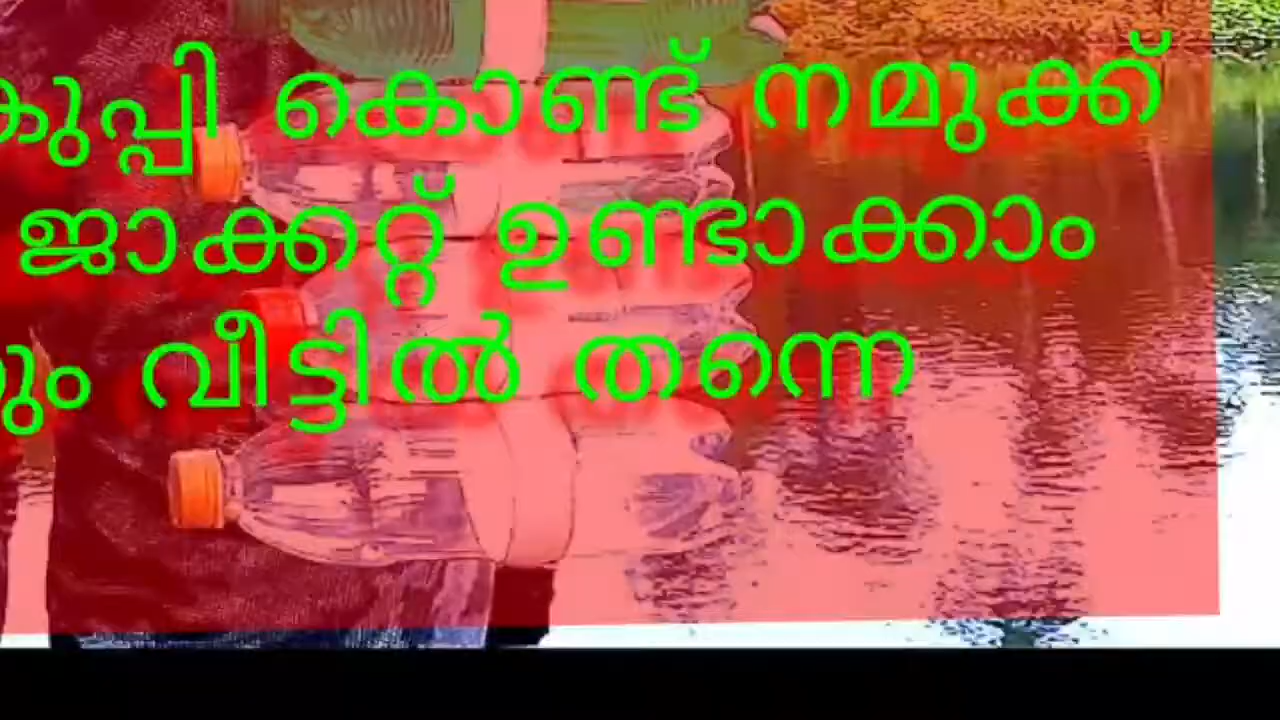 കുപ്പി കൊണ്ട് നമുക്ക്
ജാക്കറ്റ് ഉണ്ടാക്കാം
വീട്ടിൽ തന്നെ